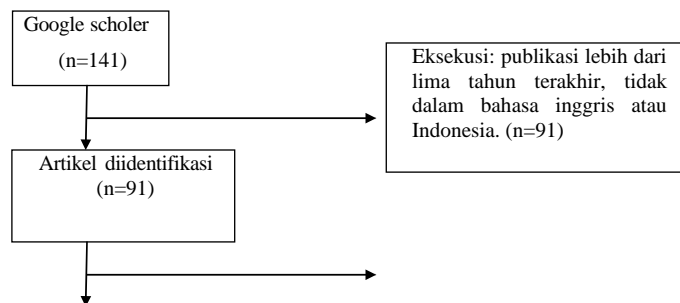 Google scholer
(n=141)
Eksekusi: publikasi lebih dari
lima tahun terakhir, tidak
dalam bahasa inggris atau
Indonesia. (n=91)
Artikel diidentifikasi
(n=91)